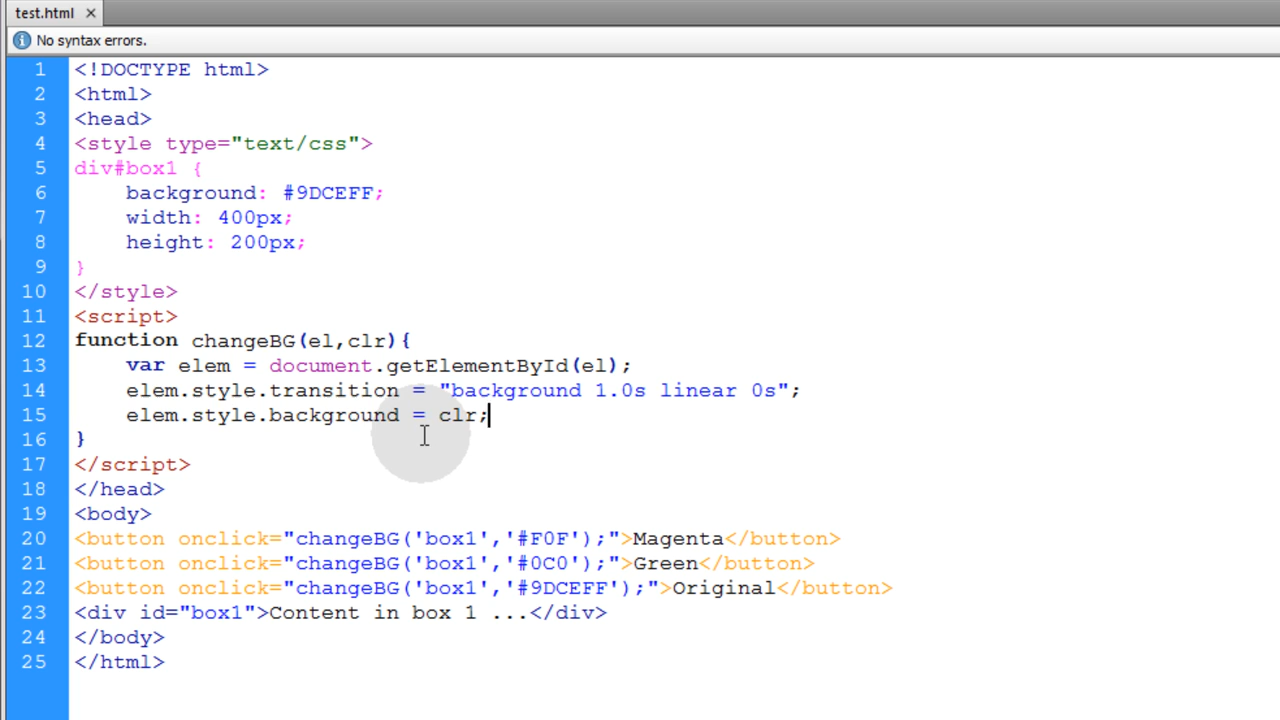 test.html ×
No syntax errors.
1 <!DOCTYPE html>
2 <html>
3 <head>
4 <style type="text/css">
5 div#box1 {
6     background: #9DCEFF;
7     width: 400px;
8     height: 200px;
9 }
10 </style>
11 <script>
12 function changeBG(el,clr){
13     var elem = document.getElementById(el);
14     elem.style.transition = "background 1.0s linear 0s";
15     elem.style.background = clr;
16 }
17 </script>
18 </head>
19 <body>
20 <button onclick="changeBG('box1','#F0F');">Magenta</button>
21 <button onclick="changeBG('box1','#0C0');">Green</button>
22 <button onclick="changeBG('box1','#9DCEFF');">Original</button>
23 <div id="box1">Content in box 1 ...</div>
24 </body>
25 </html>